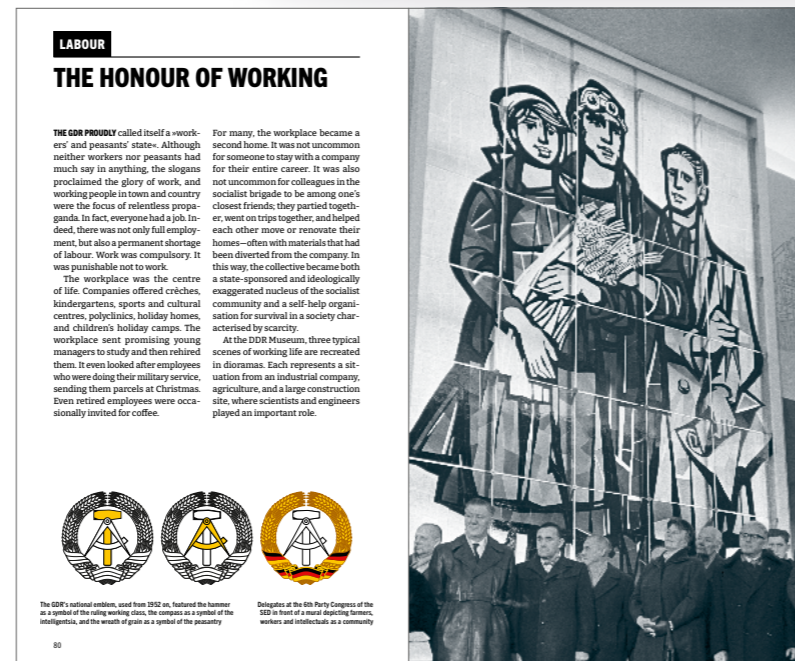 LABOUR
THE HONOUR OF WORKING
THE GDR PROUDLY called itself a »work-
ers' and peasants' state«. Although
neither workers nor peasants had
much say in anything, the slogans
proclaimed the glory of work, and
working people in town and country
were the focus of relentless propa-
ganda. In fact, everyone had a job. In-
deed, there was not only full employ-
ment, but also a permanent shortage
of labour. Work was compulsory. It
was punishable not to work.
The workplace was the centre
of life. Companies offered crèches,
kindergartens, sports and cultural
centres, polyclinics, holiday homes,
and children's holiday camps. The
workplace sent promising young
managers to study and then rehired
them. It even looked after employees
who were doing their military service,
sending them parcels at Christmas.
Even retired employees were occa-
sionally invited for coffee.
For many, the workplace became a
second home. It was not uncommon
for someone to stay with a company
for their entire career. It was also
not uncommon for colleagues in the
socialist brigade to be among one's
closest friends; they partied togeth-
er, went on trips together, and helped
each other move or renovate their
homes—often with materials that had
been diverted from the company. In
this way, the collective became both
a state-sponsored and ideologically
exaggerated nucleus of the socialist
community and a self-help organi-
sation for survival in a society char-
acterised by scarcity.
At the DDR Museum, three typical
scenes of working life are recreated
in dioramas. Each represents a sit-
uation from an industrial company,
agriculture, and a large construction
site, where scientists and engineers
played an important role.
The GDR's national emblem, used from 1952 on, featured the hammer
as a symbol of the ruling working class, the compass as a symbol of the
intelligentsia, and the wreath of grain as a symbol of the peasantry
Delegates at the 6th Party Congress of the
SED in front of a mural depicting farmers,
workers and intellectuals as a community
80